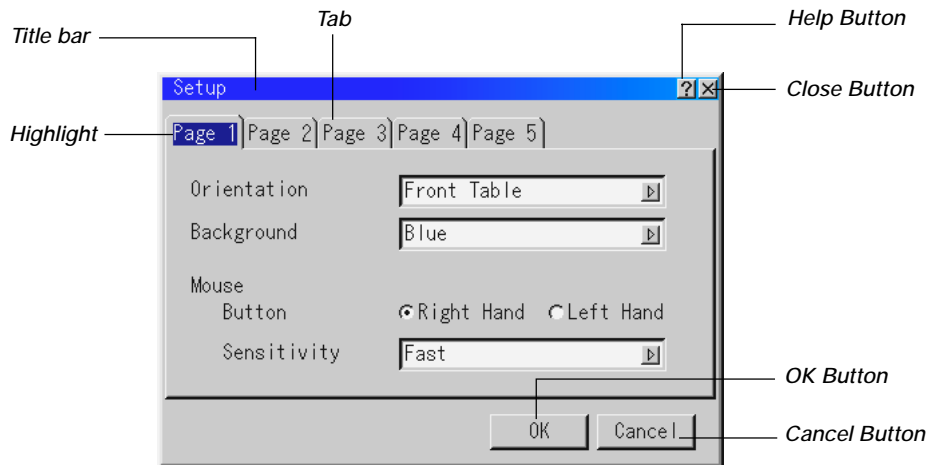 Tab
Help Button
Title bar
Setup
?
Close Button
Highlight
Page 1 Page 2 Page 3 Page 4 Page 5
Orientation Front Table
Background Blue
Mouse
Button Right Hand Left Hand
Sensitivity Fast
OK Button
OK Cancel
Cancel Button